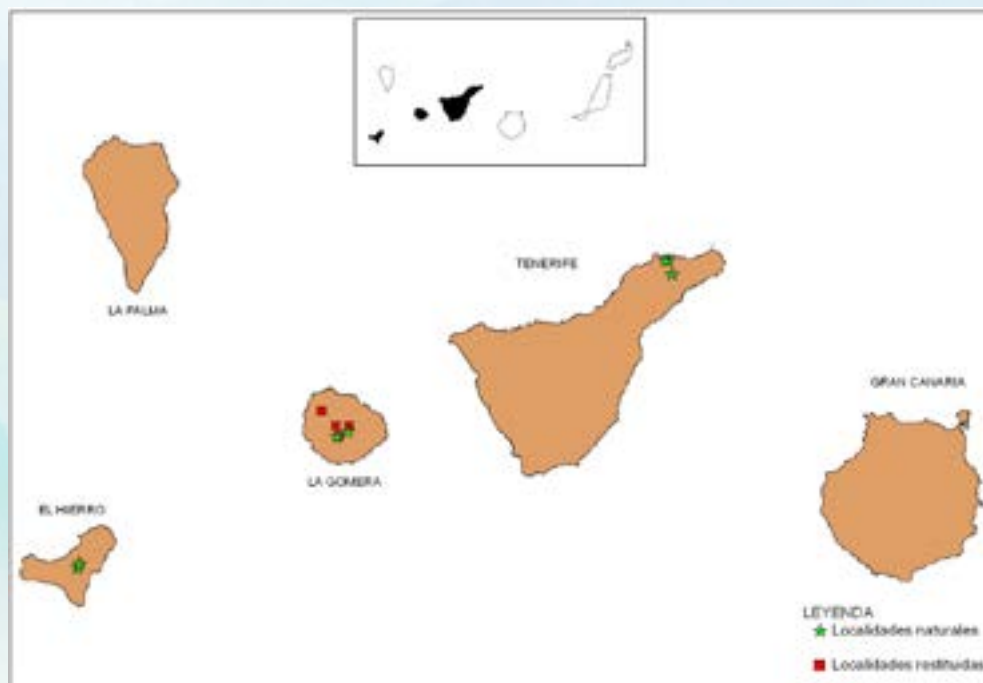 LA PALMA
TENERIFE
GRAN CANARIA
LA GOMERA
EL HIERRO
LEYENDA
Localidades naturales
Localidades restituidas